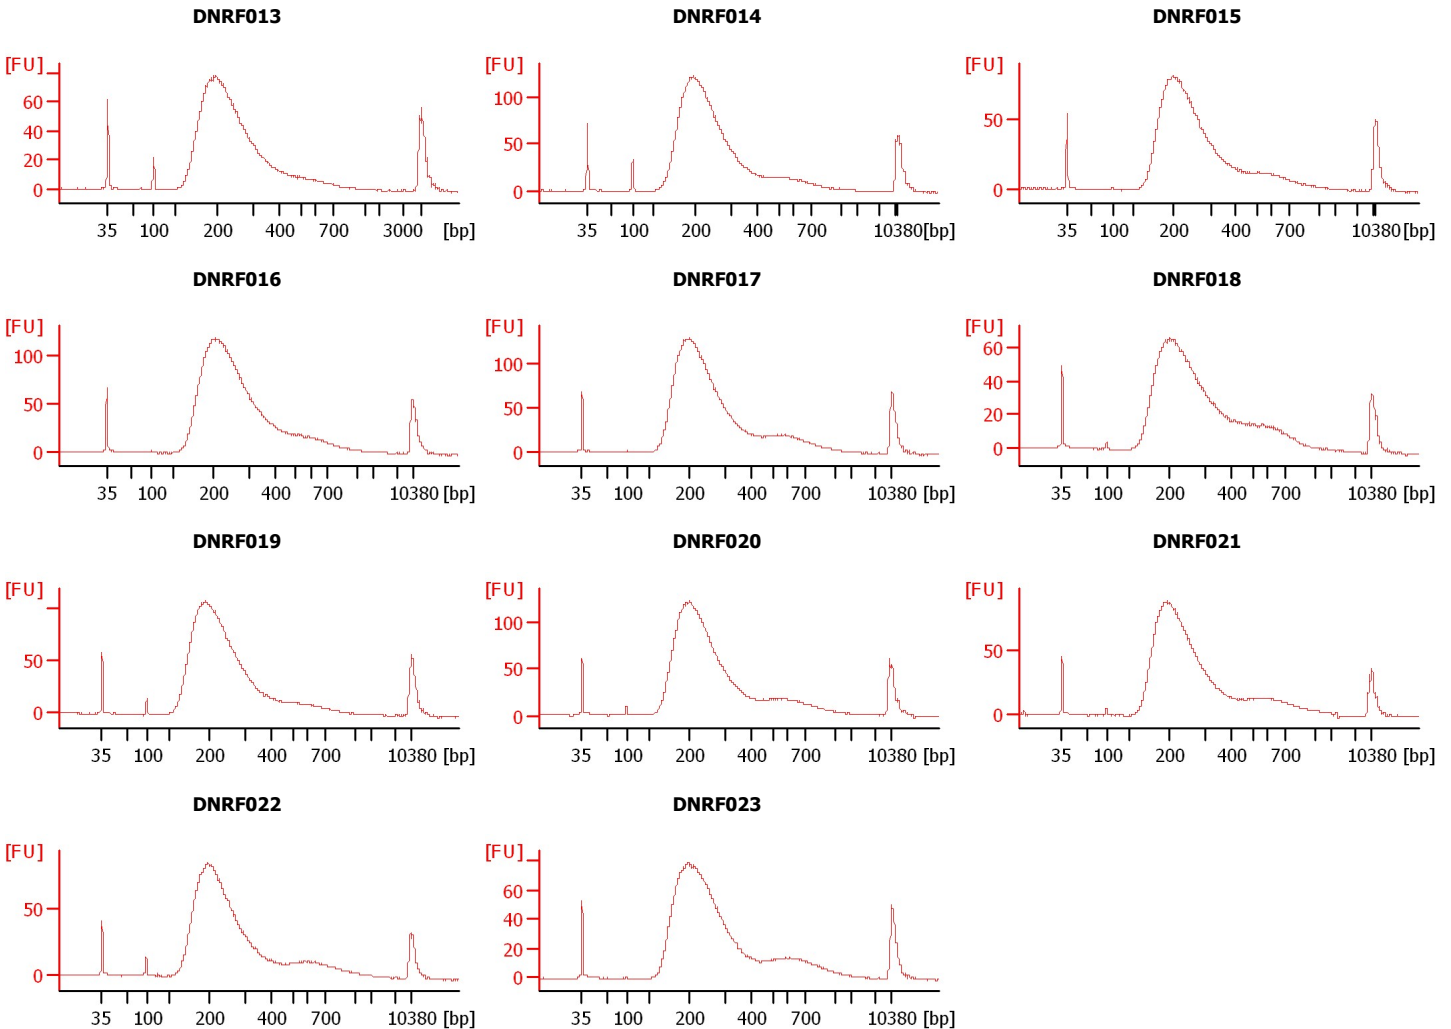 DNRF013 DNRF014 DNRF015
[FU] [FU] [FU]
60 100 50
40 50 0
20 0
0
35 100 200 400 700 3000 [bp] 35 100 200 400 700 10380 [bp] 35 100 200 400 700 10380 [bp]
DNRF016 DNRF017 DNRF018
[FU] [FU] [FU]
100 100 60
50 50 40
0 0 20
0
35 100 200 400 700 10380 [bp] 35 100 200 400 700 10380 [bp] 35 100 200 400 700 10380 [bp]
DNRF019 DNRF020 DNRF021
[FU] [FU] [FU]
50 100 50
0 50 0
0
35 100 200 400 700 10380 [bp] 35 100 200 400 700 10380 [bp] 35 100 200 400 700 10380 [bp]
DNRF022 DNRF023
[FU] [FU]
50 60
0 40
20
0
35 100 200 400 700 10380 [bp] 35 100 200 400 700 10380 [bp]